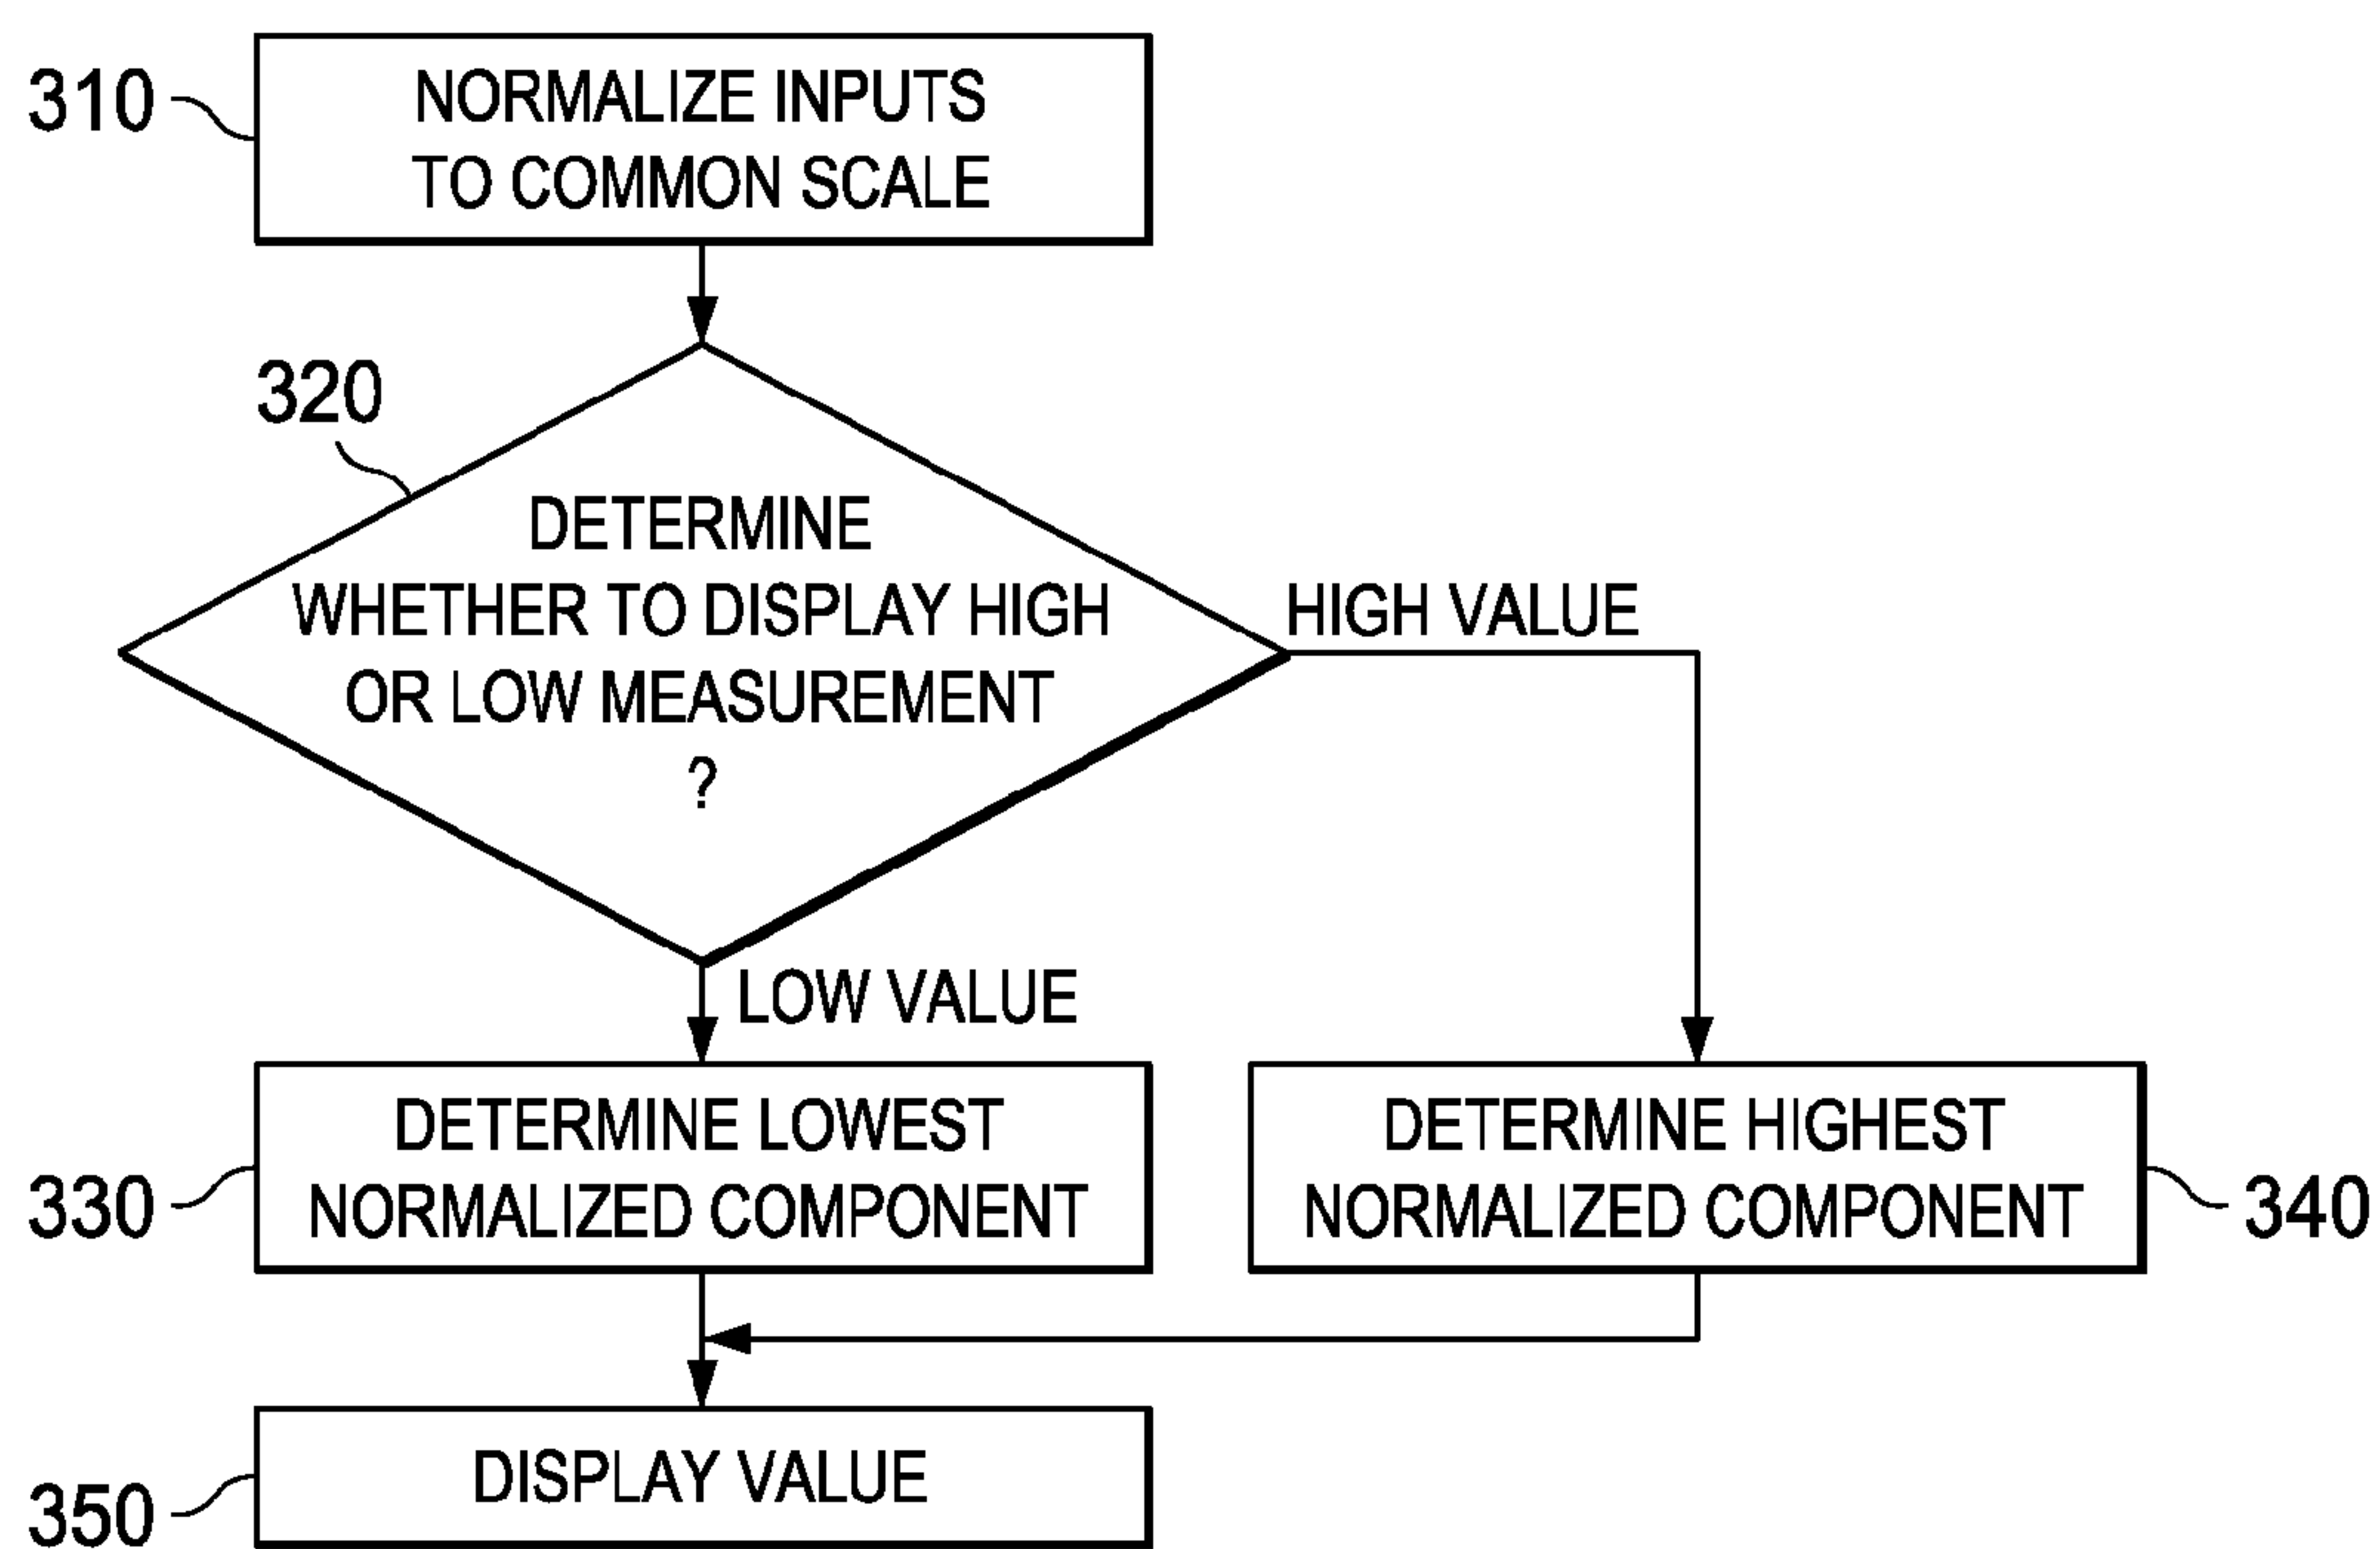 310
NORMALIZE INPUTS
TO COMMON SCALE
320
DETERMINE
WHETHER TO DISPLAY HIGH
OR LOW MEASUREMENT
?
HIGH VALUE
LOW VALUE
330
DETERMINE LOWEST
NORMALIZED COMPONENT
DETERMINE HIGHEST
NORMALIZED COMPONENT
340
350
DISPLAY VALUE